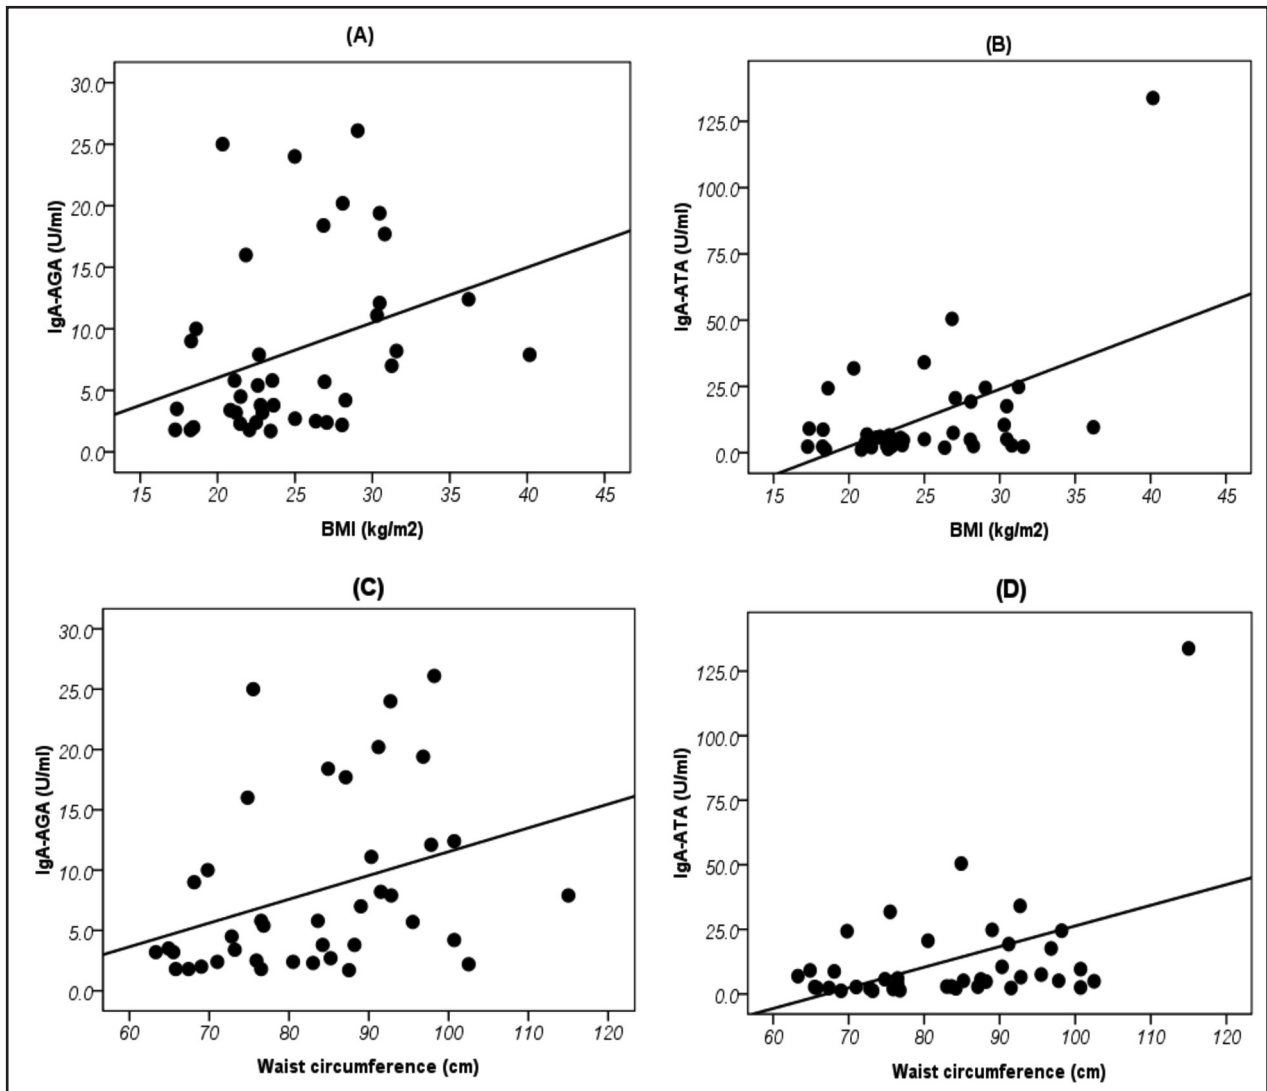 (A)
IgA-AGA (U/ml)
30.0
25.0
20.0
15.0
10.0
5.0
0.0
15 20 25 30 35 40 45
BMI (kg/m2)
(B)
IgA-ATA (U/ml)
125.0
100.0
75.0
50.0
25.0
0.0
15 20 25 30 35 40 45
BMI (kg/m2)
(C)
IgA-AGA (U/ml)
30.0
25.0
20.0
15.0
10.0
5.0
0.0
60 70 80 90 100 110 120
Waist circumference (cm)
(D)
IgA-ATA (U/ml)
125.0
100.0
75.0
50.0
25.0
0.0
60 70 80 90 100 110 120
Waist circumference (cm)